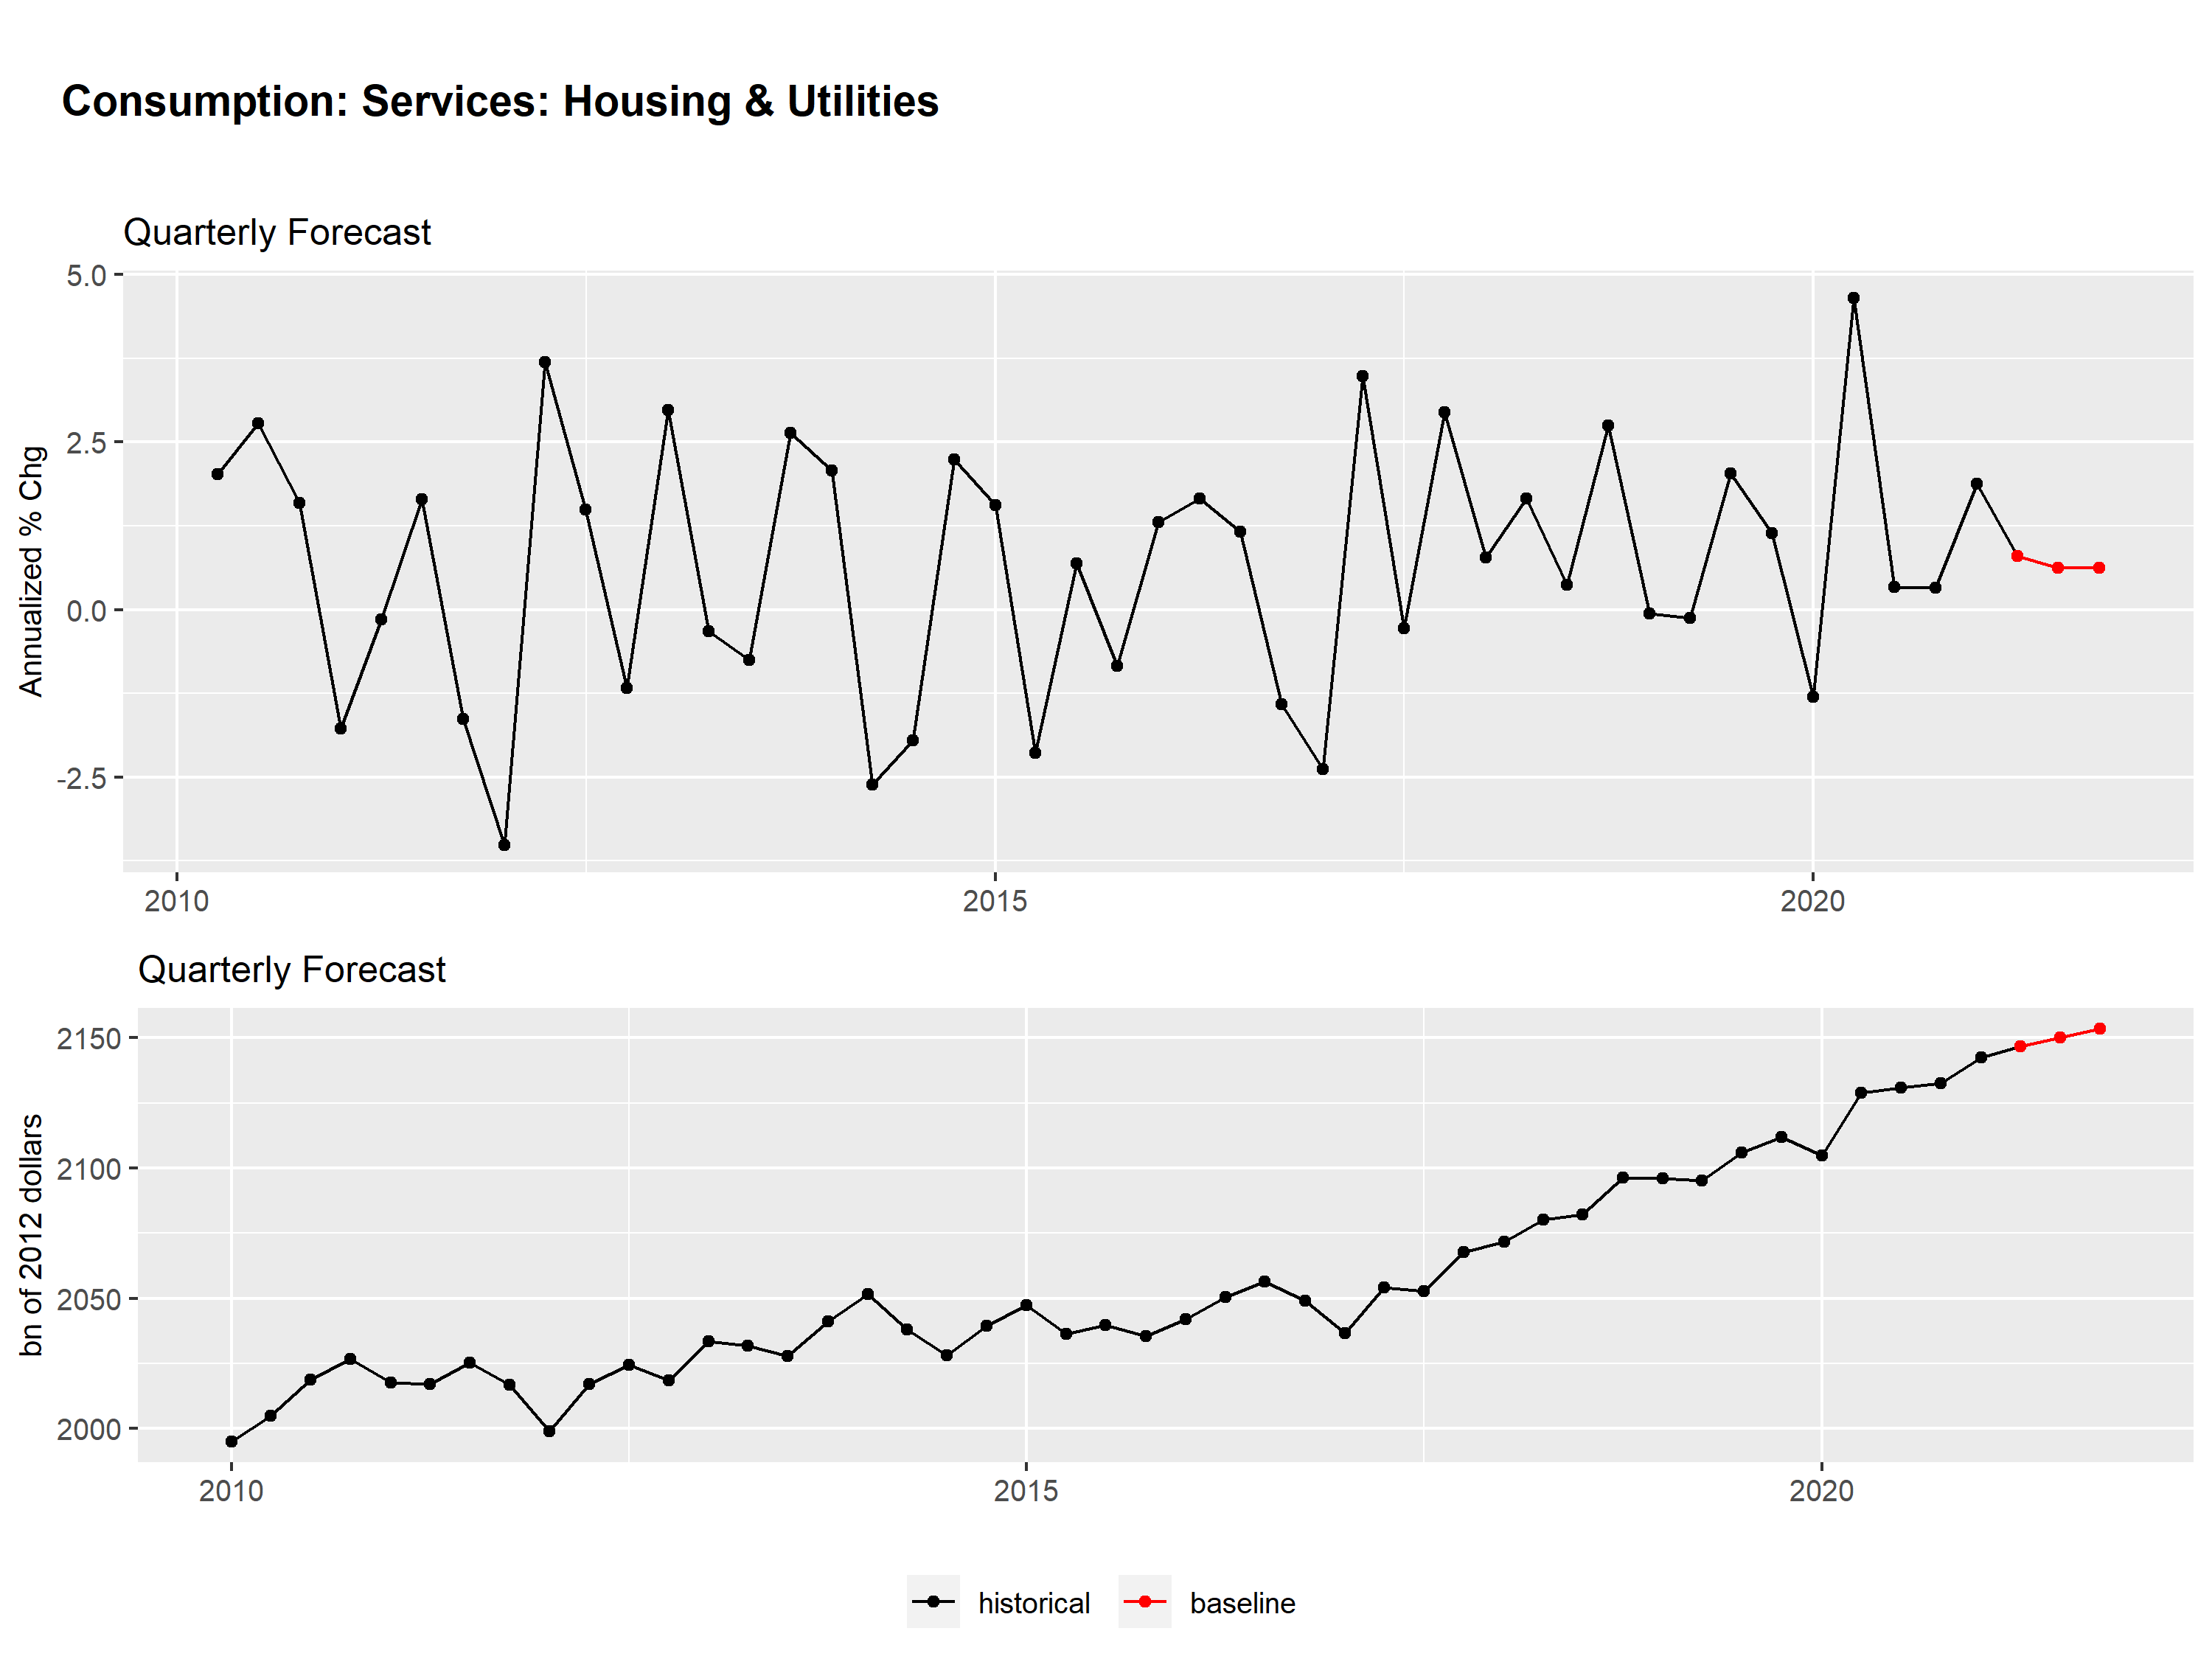 Consumption: Services: Housing & Utilities
Quarterly Forecast
Annualized % Chg
5.0
2.5
0.0
-2.5
2010
2015
2020
Quarterly Forecast
bn of 2012 dollars
2150
2100
2050
2000
2010
2015
2020
historical
baseline